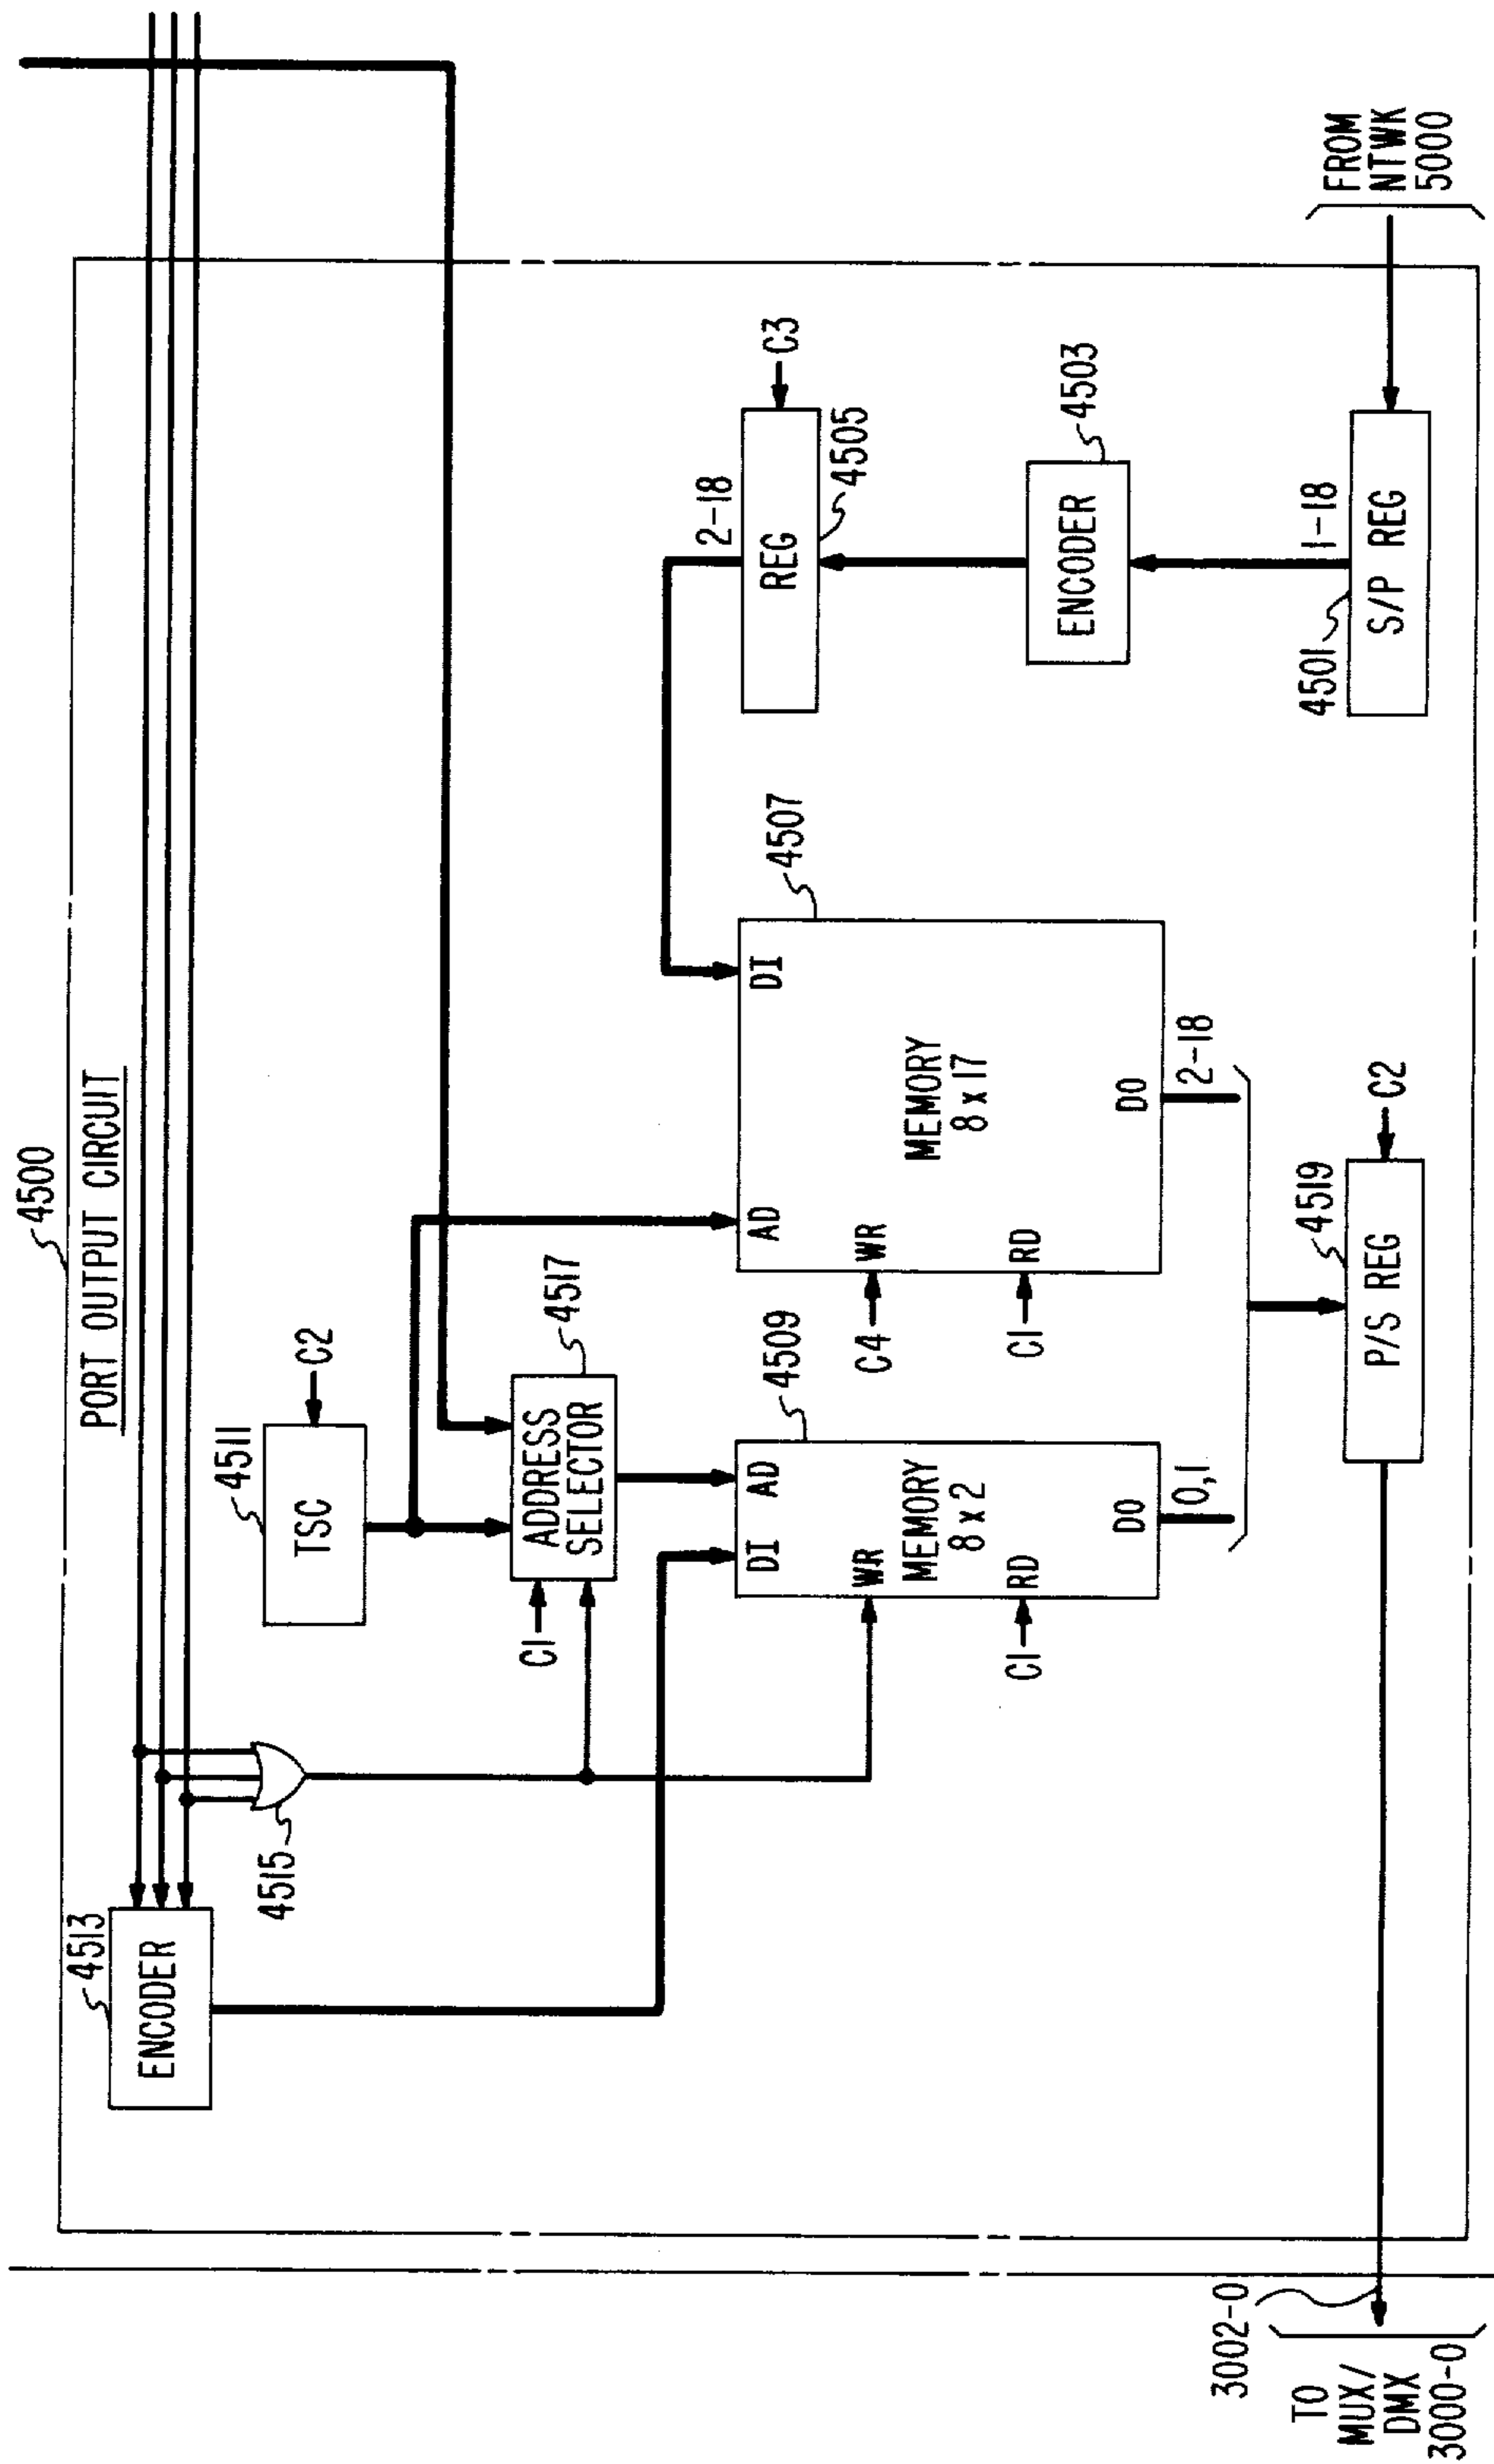 4500
PORT OUTPUT CIRCUIT
4513
ENCODER
4515
4511
TSC
C2
C1
ADDRESS
SELECTOR
4517
4509
DI
AD
WR
MEMORY
8 x 2
C1
RD
DO
0,1
4507
AD
DI
C4
WR
MEMORY
8 x 17
C1
RD
DO
2-18
2-18
REG
C3
4505
ENCODER
4503
1-18
4501
S/P REG
FROM
NTWK
5000
4519
P/S REG
C2
3002-0
TO
MUX/
DMX
3000-0